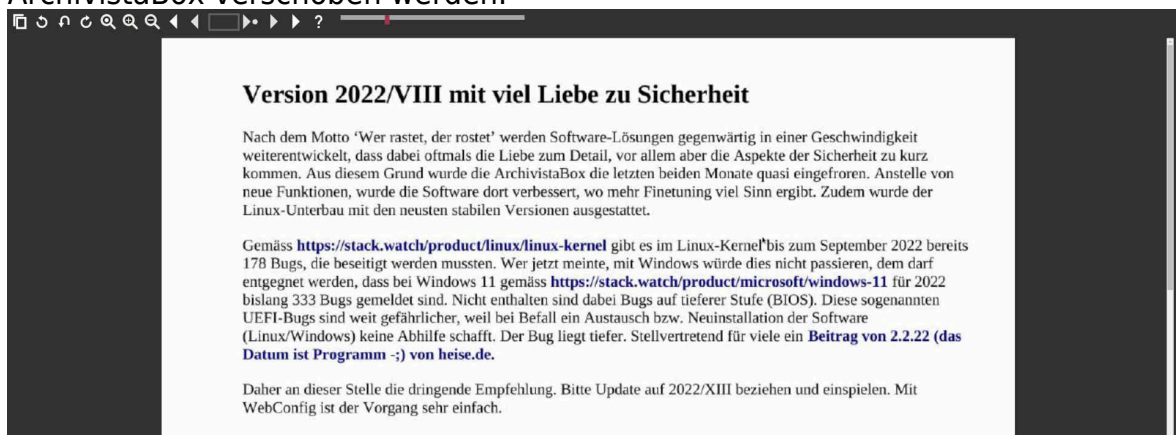 ArchivistaBox verschoben werden.
?
Version 2022/VIII mit viel Liebe zu Sicherheit
Nach dem Motto ‘Wer rastet, der rostet’ werden Software-Lösungen gegenwärtig in einer Geschwindigkeit
weiterentwickelt, dass dabei oftmals die Liebe zum Detail, vor allem aber die Aspekte der Sicherheit zu kurz
kommen. Aus diesem Grund wurde die ArchivistaBox die letzten beiden Monate quasi eingefroren. Anstelle von
neue Funktionen, wurde die Software dort verbessert, wo mehr Finetuning viel Sinn ergibt. Zudem wurde der
Linux-Unterbau mit den neusten stabilen Versionen ausgestattet.
Gemäss https://stack.watch/product/linux/linux-kernel gibt es im Linux-Kernel bis zum September 2022 bereits
178 Bugs, die beseitigt werden mussten. Wer jetzt meinte, mit Windows würde dies nicht passieren, dem darf
entgegnet werden, dass bei Windows 11 gemäss https://stack.watch/product/microsoft/windows-11 für 2022
bislang 333 Bugs gemeldet sind. Nicht enthalten sind dabei Bugs auf tieferer Stufe (BIOS). Diese sogenannten
UEFI-Bugs sind weit gefährlicher, weil bei Befall ein Austausch bzw. Neuinstallation der Software
(Linux/Windows) keine Abhilfe schafft. Der Bug liegt tiefer. Stellvertretend für viele ein Beitrag von 2.2.22 (das
Datum ist Programm -;) von heise.de.
Daher an dieser Stelle die dringende Empfehlung. Bitte Update auf 2022/XIII beziehen und einspielen. Mit
WebConfig ist der Vorgang sehr einfach.